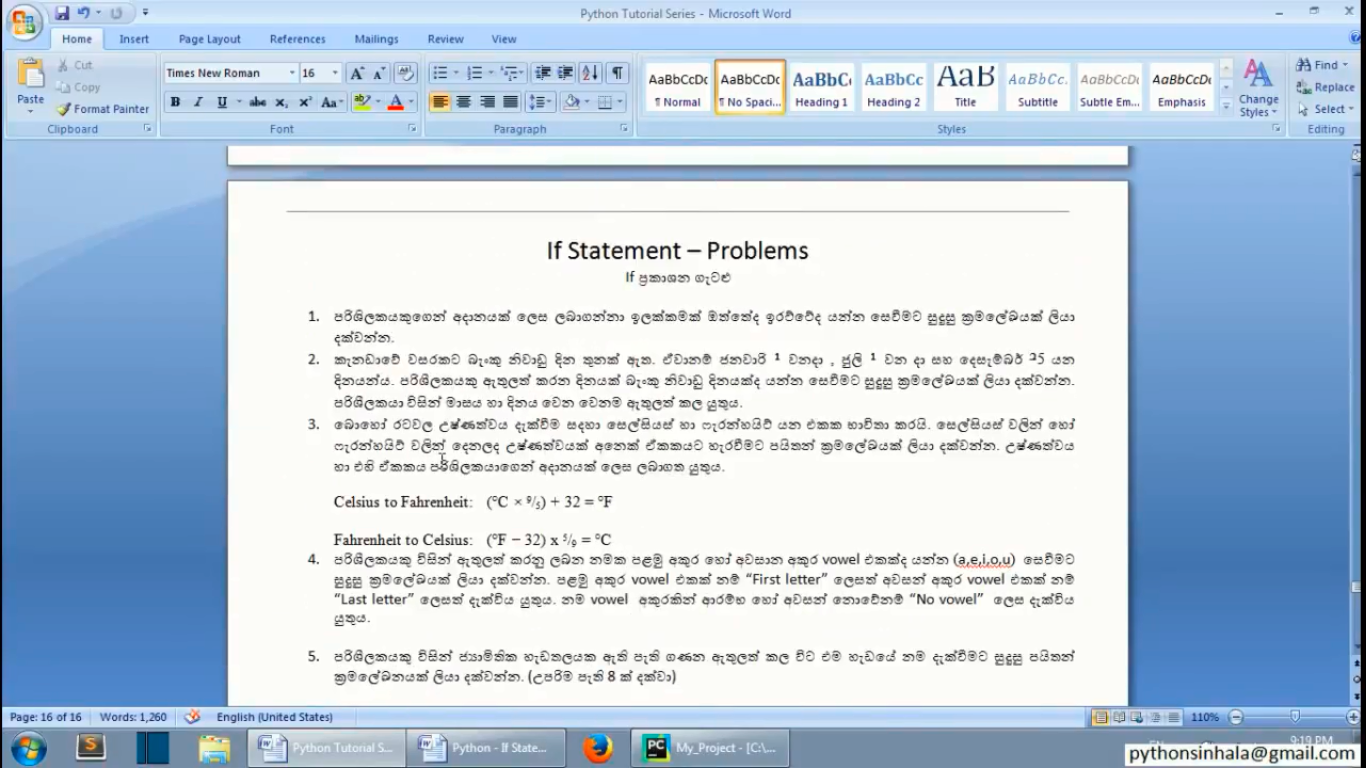 Python Tutorial Series - Microsoft Word
Home Insert Page Layout References Mailings Review View
Paste
Cut
Copy
Format Painter
Clipboard
Times New Roman 16
Font
Paragraph
AaBbCcDc AaBbCcDc AaBbC AaBbCc AaB AaBbCc. AaBbCcDc AaBbCcDc
¶ Normal ¶ No Spaci... Heading 1 Heading 2 Title Subtitle Subtle Em... Emphasis
Change Styles
Styles
Find
Replace
Select
Editing
If Statement – Problems
If ප්‍රකාශන ගැටළු
1. පරිශිලකයකුගෙන් අදානයක් ලෙස ලබාගන්නා ඉලක්කමක් ඔත්තේද ඉරට්ටේද යන්න සෙවීමට සුදුසු ක්‍රමලේඛයක් ලියා
දක්වන්න.
2. කැනඩාවේ වසරකට බැංකු නිවාඩු දින තුනක් ඇත. ඒවානම් ජනවාරි 1 වනදා , ජුලි 1 වන දා සහ දෙසැම්බර් 25 යන
දිනයන්ය. පරිශීලකයකු ඇතුලත් කරන දිනයක් බැංකු නිවාඩු දිනයක්ද යන්න සෙවීමට සුදුසු ක්‍රමලේඛයක් ලියා දක්වන්න.
පරිශීලකයා විසින් මාසය හා දිනය වෙන වෙනම ඇතුලත් කල යුතුය.
3. බොහෝ රටවල උෂ්ණත්වය දැක්වීම සදහා සෙල්සියස් හා ෆැරන්හයිට් යන එකක භාවිතා කරයි. සෙල්සියස් වලින් හෝ
ෆැරන්හයිට් වලින් දෙනලද උෂ්ණත්වයක් අනෙක් ඒකකයට හැරවීමට පයිතන් ක්‍රමලේඛයක් ලියා දක්වන්න. උෂ්ණත්වය
හා එහි ඒකකය පරිශිලකයාගෙන් අදානයක් ලෙස ලබාගත යුතුය.
Celsius to Fahrenheit: (°C × 9/5) + 32 = °F
Fahrenheit to Celsius: (°F − 32) x 5/9 = °C
4. පරිශිලකයකු විසින් ඇතුලත් කරනු ලබන නමක පළමු අකුර හෝ අවසාන අකුර vowel එකක්ද යන්න (a,e,i,o,u) සෙවීමට
සුදුසු ක්‍රමලේඛයක් ලියා දක්වන්න. පළමු අකුර vowel එකක් නම් “First letter” ලෙසත් අවසන් අකුර vowel එකක් නම්
“Last letter” ලෙසත් දැක්විය යුතුය. නම vowel අකුරකින් ආරම්භ හෝ අවසන් නොවේනම් “No vowel” ලෙස දැක්විය
යුතුය.
5. පරිශිලකයකු විසින් ජ්‍යාමිතික හැඩතලයක ඇති පැති ගණන ඇතුලත් කල විට එම හැඩයේ නම දැක්වීමට සුදුසු පයිතන්
ක්‍රමලේඛනයක් ලියා දක්වන්න. (උපරිම පැති 8 ක් දක්වා)
Page: 16 of 16 Words: 1,260 English (United States) 110%
Python Tutorial S... Python - If State... My_Project - [C:\...
9:19 PM
pythonsinhala@gmail.com